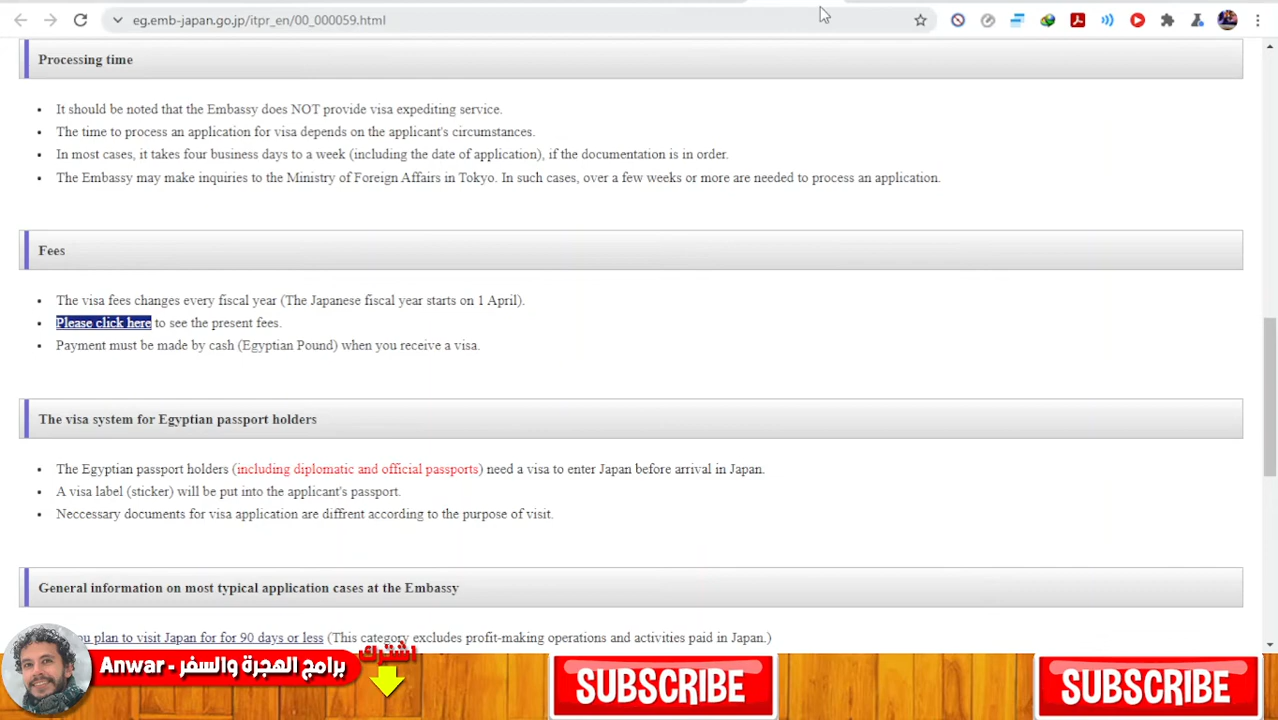 eg.emb-japan.go.jp/itpr_en/00_000059.html
Processing time
It should be noted that the Embassy does NOT provide visa expediting service.
The time to process an application for visa depends on the applicant's circumstances.
In most cases, it takes four business days to a week (including the date of application), if the documentation is in order.
The Embassy may make inquiries to the Ministry of Foreign Affairs in Tokyo. In such cases, over a few weeks or more are needed to process an application.
Fees
The visa fees changes every fiscal year (The Japanese fiscal year starts on 1 April).
Please click here to see the present fees.
Payment must be made by cash (Egyptian Pound) when you receive a visa.
The visa system for Egyptian passport holders
The Egyptian passport holders (including diplomatic and official passports) need a visa to enter Japan before arrival in Japan.
A visa label (sticker) will be put into the applicant's passport.
Neccessary documents for visa application are diffrent according to the purpose of visit.
General information on most typical application cases at the Embassy
plan to visit Japan for for 90 days or less (This category excludes profit-making operations and activities paid in Japan.)
Anwar - برامج الهجرة والسفر
اشترك
SUBSCRIBE
SUBSCRIBE